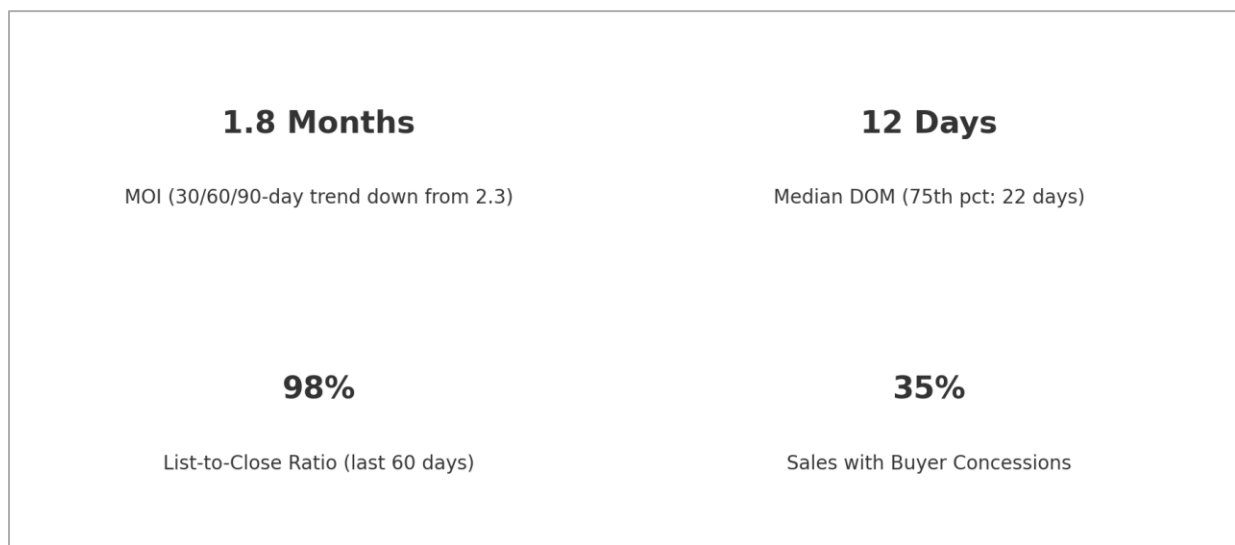 1.8 Months
MOI (30/60/90-day trend down from 2.3)
12 Days
Median DOM (75th pct: 22 days)
98%
List-to-Close Ratio (last 60 days)
35%
Sales with Buyer Concessions